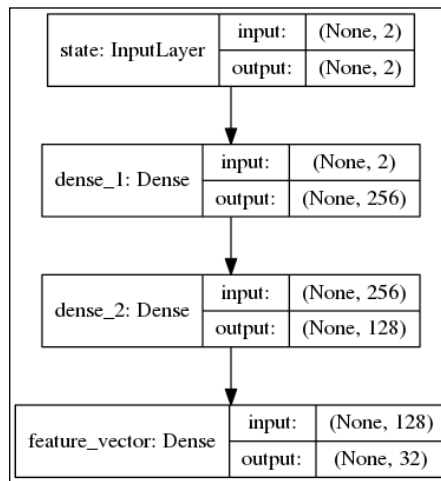 state: InputLayer
input: (None, 2)
output: (None, 2)
dense_1: Dense
input: (None, 2)
output: (None, 256)
dense_2: Dense
input: (None, 256)
output: (None, 128)
feature_vector: Dense
input: (None, 128)
output: (None, 32)